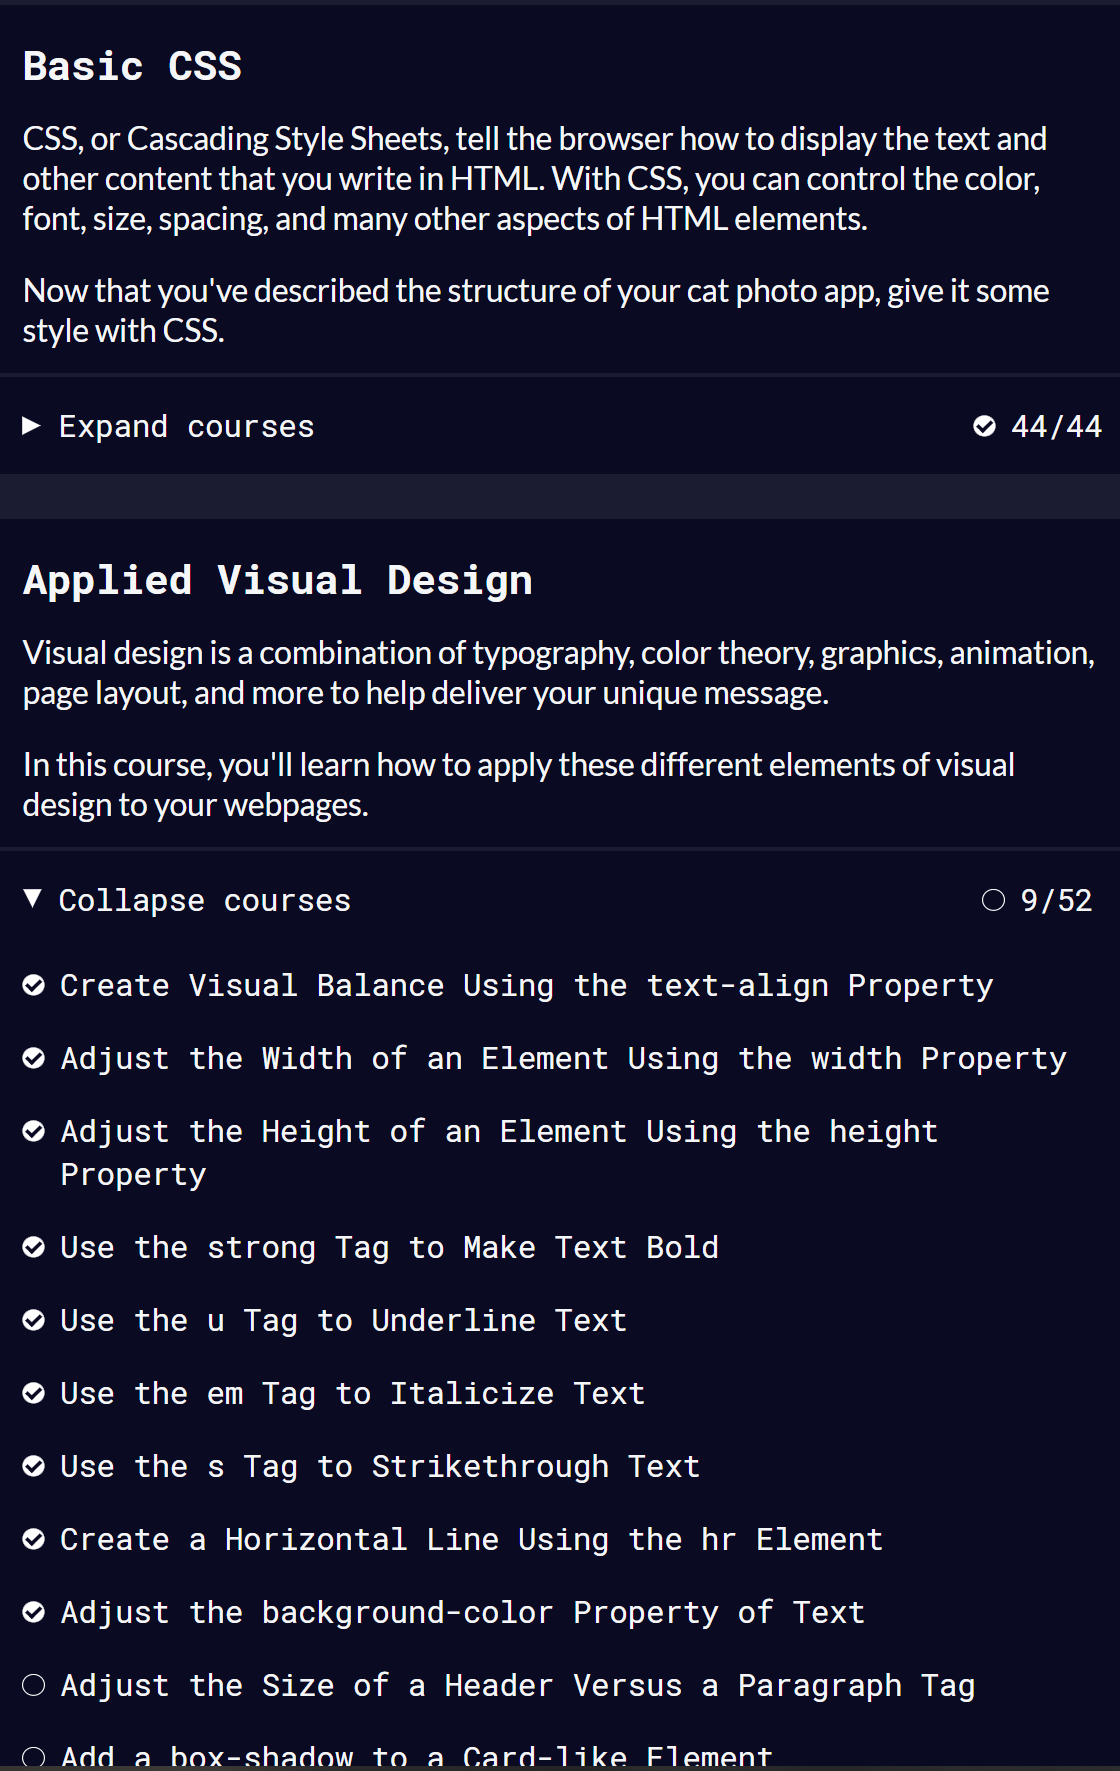 Basic CSS
CSS, or Cascading Style Sheets, tell the browser how to display the text and
other content that you write in HTML. With CSS, you can control the color,
font, size, spacing, and many other aspects of HTML elements.
Now that you've described the structure of your cat photo app, give it some
style with CSS.
Expand courses 44/44
Applied Visual Design
Visual design is a combination of typography, color theory, graphics, animation,
page layout, and more to help deliver your unique message.
In this course, you'll learn how to apply these different elements of visual
design to your webpages.
Collapse courses 9/52
Create Visual Balance Using the text-align Property
Adjust the Width of an Element Using the width Property
Adjust the Height of an Element Using the height
Property
Use the strong Tag to Make Text Bold
Use the u Tag to Underline Text
Use the em Tag to Italicize Text
Use the s Tag to Strikethrough Text
Create a Horizontal Line Using the hr Element
Adjust the background-color Property of Text
Adjust the Size of a Header Versus a Paragraph Tag
Add a box-shadow to a Card-like Element